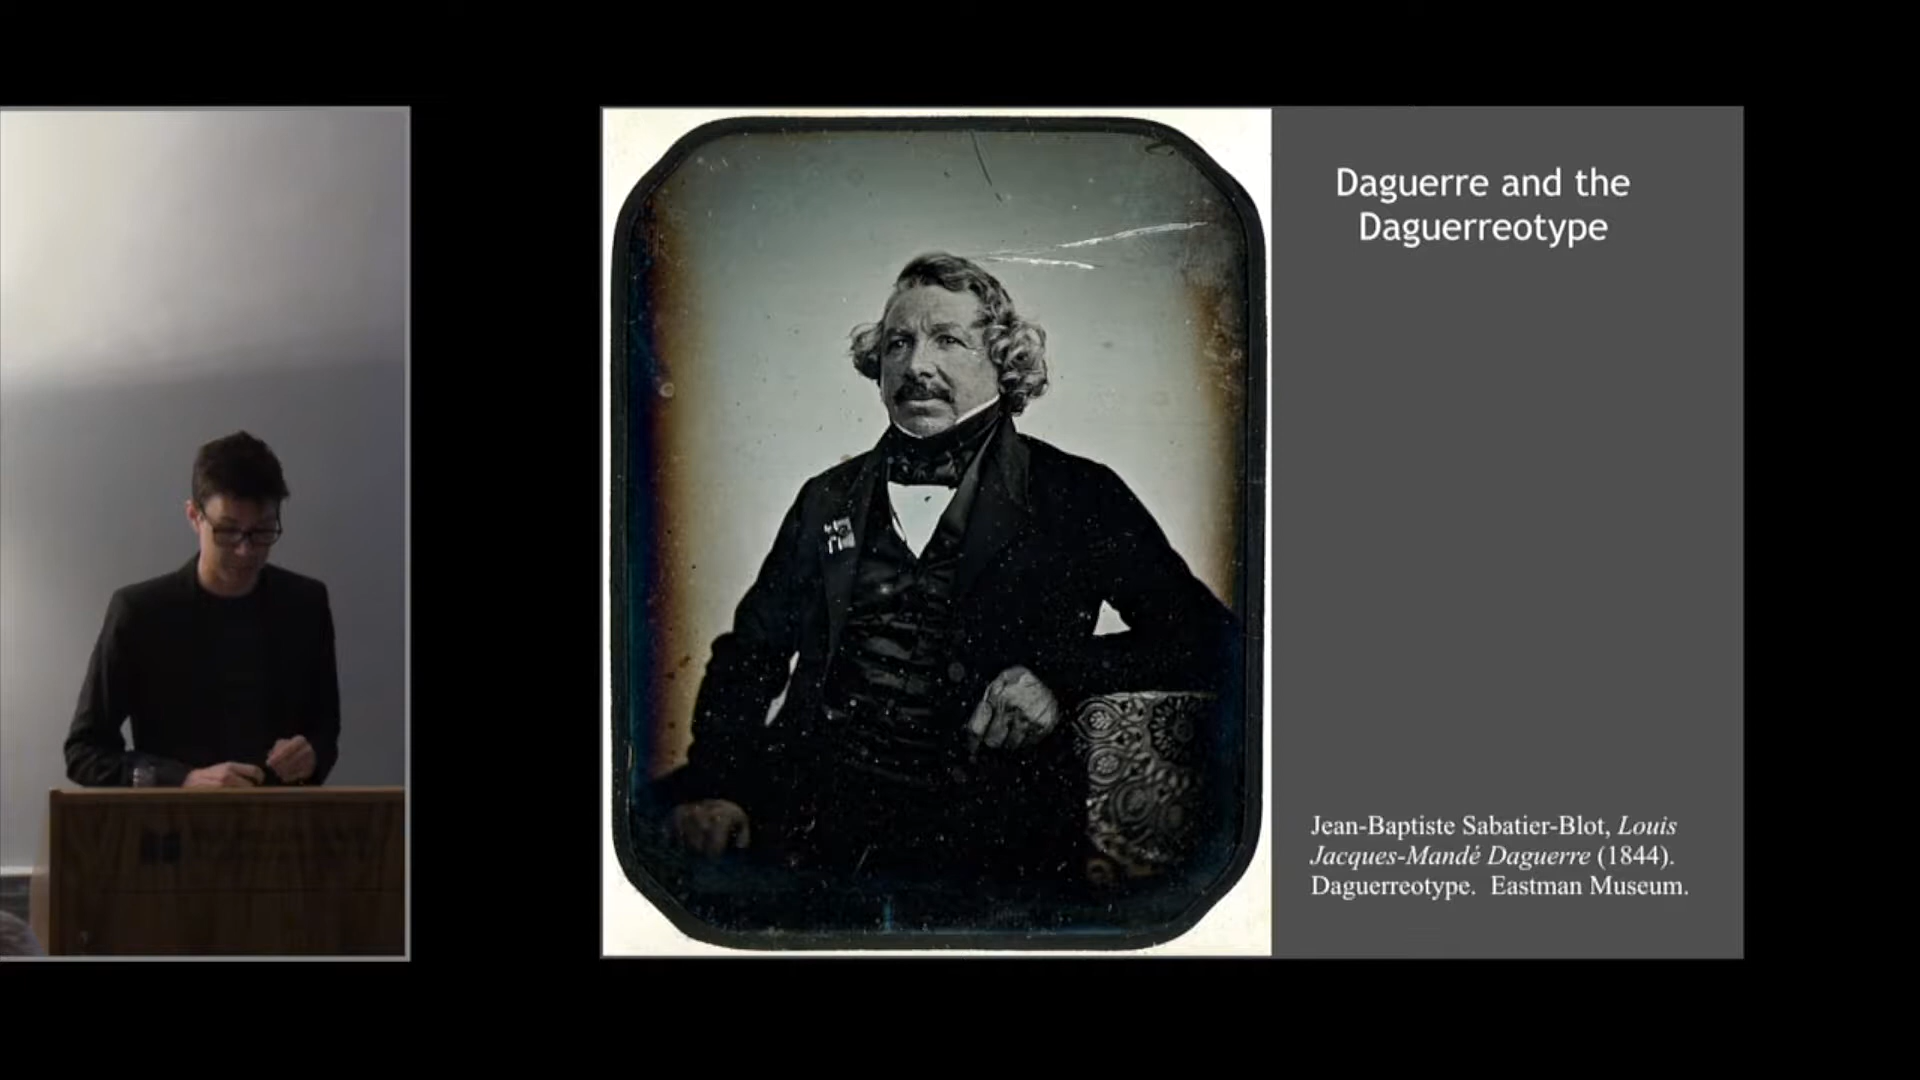 Daguerre and the
Daguerreotype
Jean-Baptiste Sabatier-Blot, Louis
Jacques-Mandé Daguerre (1844).
Daguerreotype. Eastman Museum.